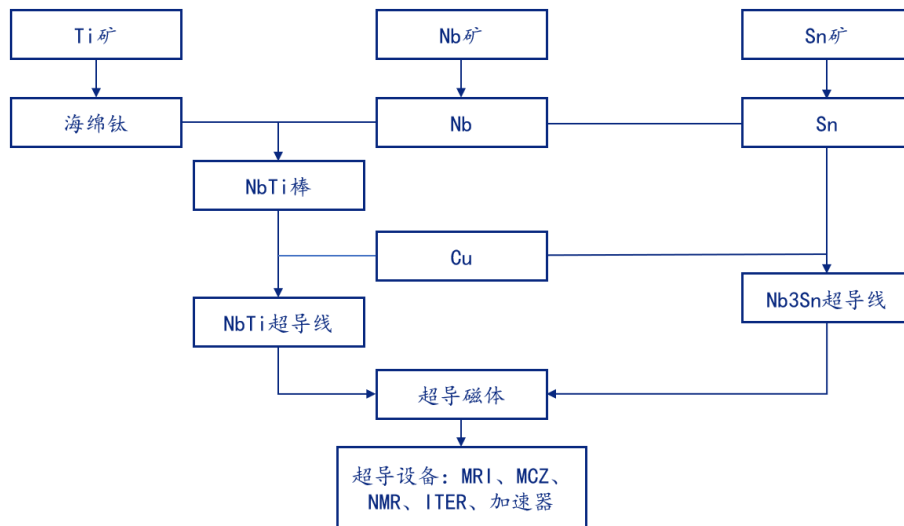 Ti矿
Nb矿
Sn矿
海绵钛
Nb
Sn
NbTi棒
Cu
NbTi超导线
Nb3Sn超导线
超导磁体
超导设备：MRI、MCZ、
NMR、ITER、加速器